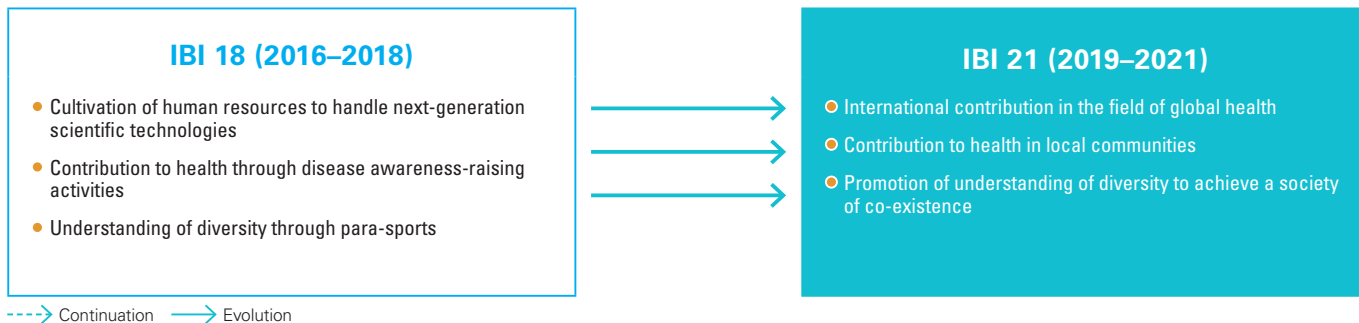 IBI 18 (2016–2018)
• Cultivation of human resources to handle next-generation
scientific technologies
• Contribution to health through disease awareness-raising
activities
• Understanding of diversity through para-sports
IBI 21 (2019–2021)
• International contribution in the field of global health
• Contribution to health in local communities
• Promotion of understanding of diversity to achieve a society
of co-existence
Continuation
Evolution